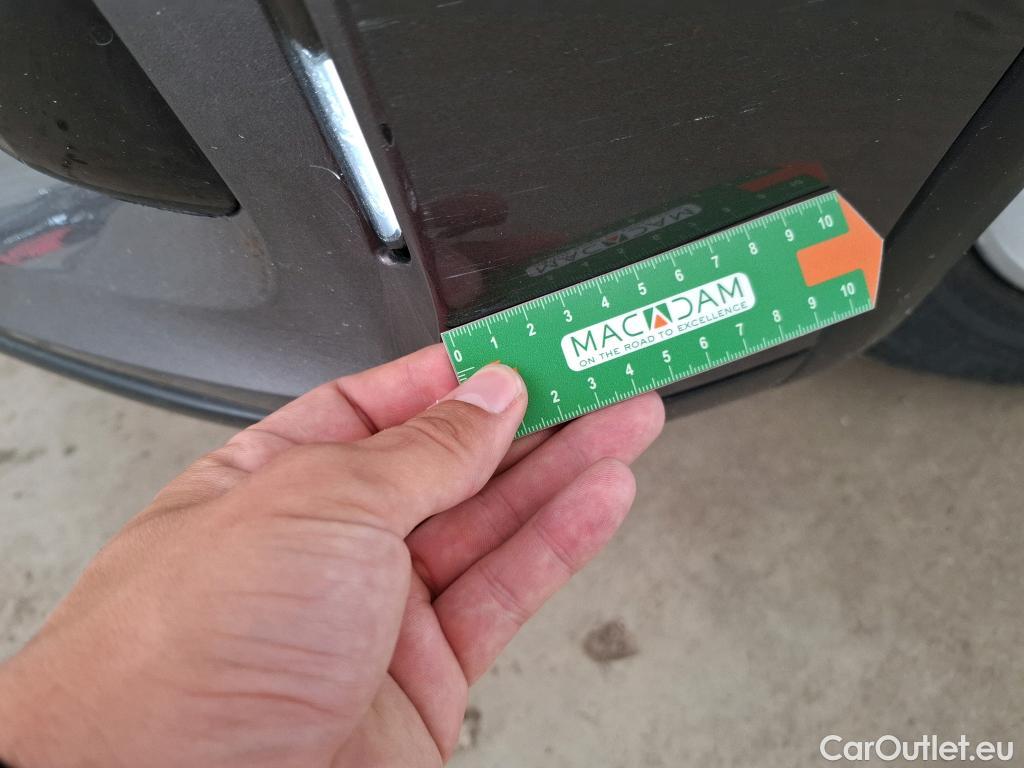 0 1 2 3 4 5 6 7 8 9 10
MACADAM
ON THE ROAD TO EXCELLENCE
2 3 4 5 6 7 8 9 10
CarOutlet.eu